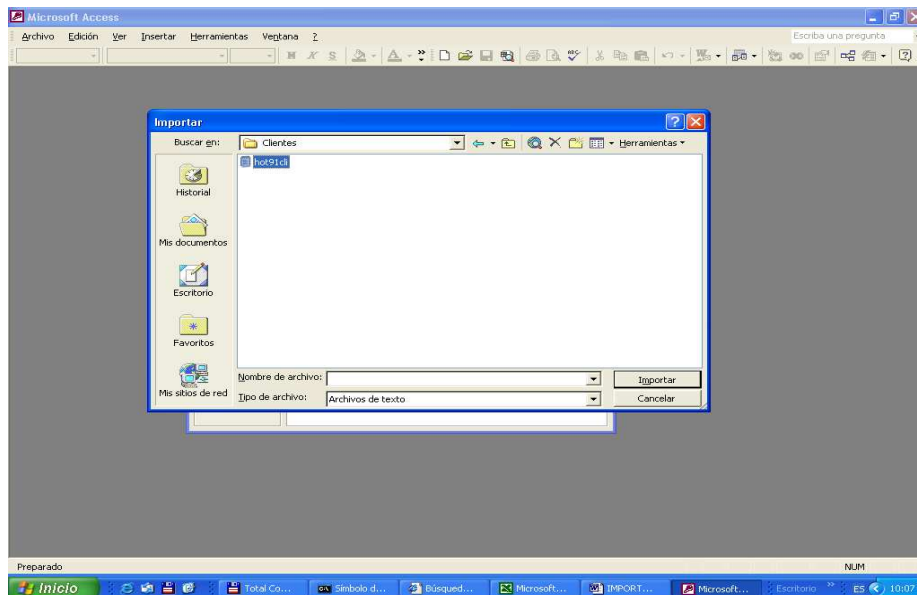 Microsoft Access
Archivo Edición Ver Insertar Herramientas Ventana ?
Escriba una pregunta
N K S
Importar
Buscar en: Clientes Herramientas
hot91cli
Historial
Mis documentos
Escritorio
Favoritos
Mis sitios de red
Nombre de archivo: Importar
Tipo de archivo: Archivos de texto Cancelar
Preparado NUM
Inicio Total Co... Símbolo d... Búsqued... Microsoft... IMPORT... Microsoft... Escritorio » ES 10:07